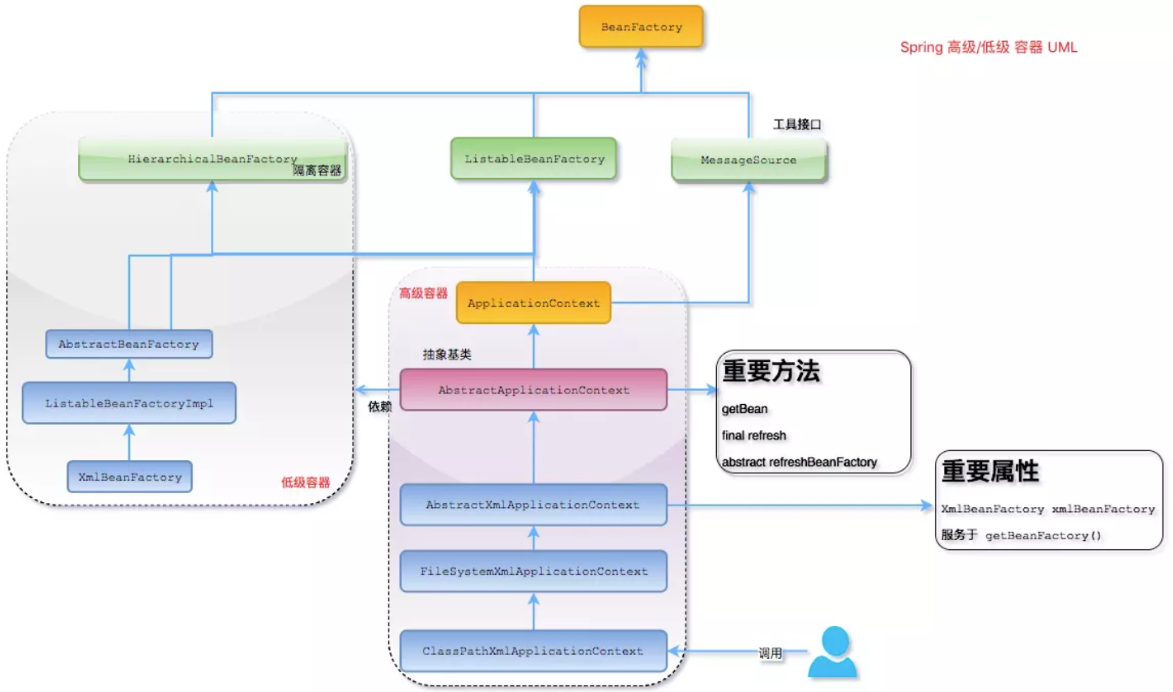 BeanFactory
Spring 高级/低级 容器 UML
工具接口
HierarchicalBeanFactory
隔离容器
ListableBeanFactory
MessageSource
高级容器
ApplicationContext
AbstractBeanFactory
抽象基类
AbstractApplicationContext
依赖
ListableBeanFactoryImpl
XmlBeanFactory
低级容器
重要方法
getBean
final refresh
abstract refreshBeanFactory
AbstractXmlApplicationContext
重要属性
XmlBeanFactory xmlBeanFactory
服务于 getBeanFactory()
FileSystemXmlApplicationContext
ClassPathXmlApplicationContext
调用